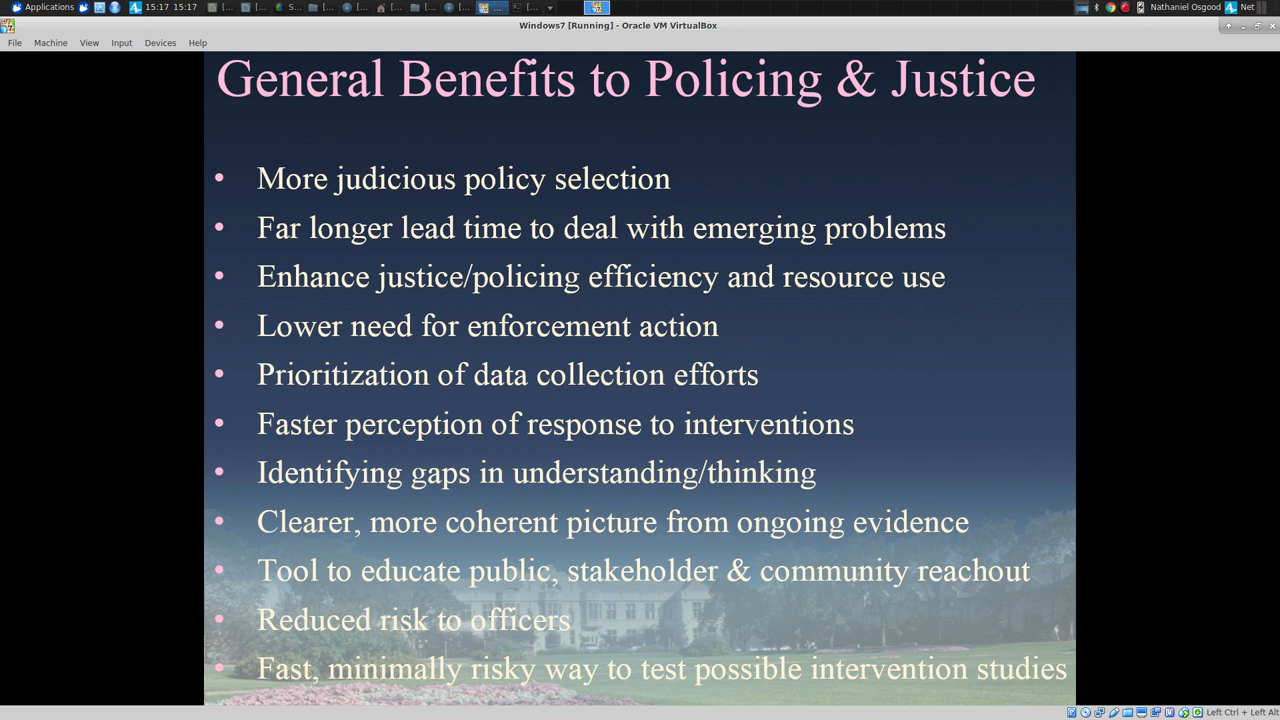 Applications
15:17 15:17
[...
[...
S...
[...
[...
[...
[...
[...
...
[...
Nathaniel Osgood
Net
Windows7 [Running] - Oracle VM VirtualBox
File Machine View Input Devices Help
General Benefits to Policing & Justice
• More judicious policy selection
• Far longer lead time to deal with emerging problems
• Enhance justice/policing efficiency and resource use
• Lower need for enforcement action
• Prioritization of data collection efforts
• Faster perception of response to interventions
• Identifying gaps in understanding/thinking
• Clearer, more coherent picture from ongoing evidence
• Tool to educate public, stakeholder & community reachout
• Reduced risk to officers
• Fast, minimally risky way to test possible intervention studies
Left Ctrl + Left Alt